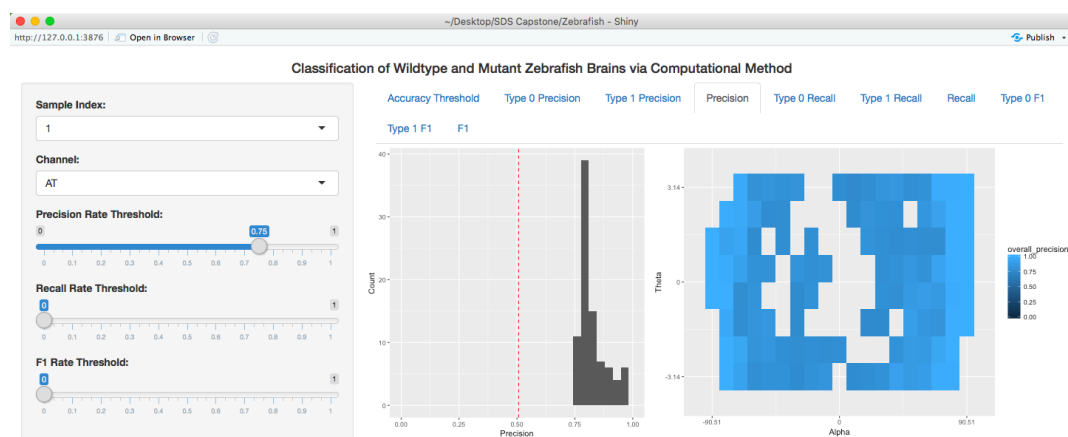 ~/Desktop/SDS Capstone/Zebrafish - Shiny
http://127.0.0.1:3876 Open in Browser Publish
Classification of Wildtype and Mutant Zebrafish Brains via Computational Method
Sample Index:
1
Channel:
AT
Precision Rate Threshold:
0 0.75 1
0 0.1 0.2 0.3 0.4 0.5 0.6 0.7 0.8 0.9 1
Recall Rate Threshold:
0 1
0 0.1 0.2 0.3 0.4 0.5 0.6 0.7 0.8 0.9 1
F1 Rate Threshold:
0 1
0 0.1 0.2 0.3 0.4 0.5 0.6 0.7 0.8 0.9 1
Accuracy Threshold Type 0 Precision Type 1 Precision Precision Type 0 Recall Type 1 Recall Recall Type 0 F1
Type 1 F1 F1
40
30
20
10
0
Count
0.00 0.25 0.50 0.75 1.00
Precision
3.14
0
-3.14
Theta
-90.51 0 90.51
Alpha
overall_precision
1.00
0.75
0.50
0.25
0.00